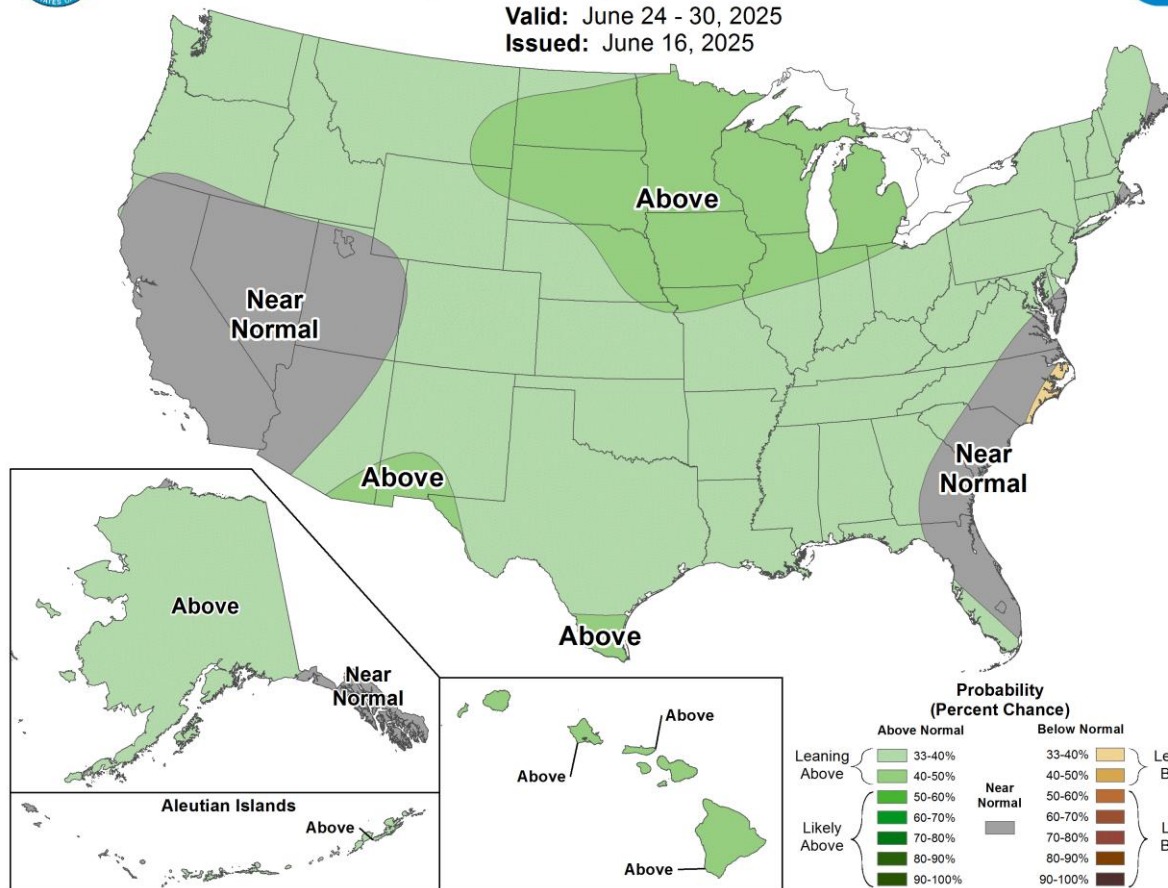 Valid: June 24 - 30, 2025
Issued: June 16, 2025
Above
Near
Normal
Near
Normal
Above
Above
Above
Near
Normal
Aleutian Islands
Above
Above
Above
Above
Probability
(Percent Chance)
Above Normal
Below Normal
Leaning
Above
33-40%
40-50%
Likely
Above
50-60%
60-70%
70-80%
80-90%
90-100%
Near
Normal
33-40%
40-50%
50-60%
60-70%
70-80%
80-90%
90-100%